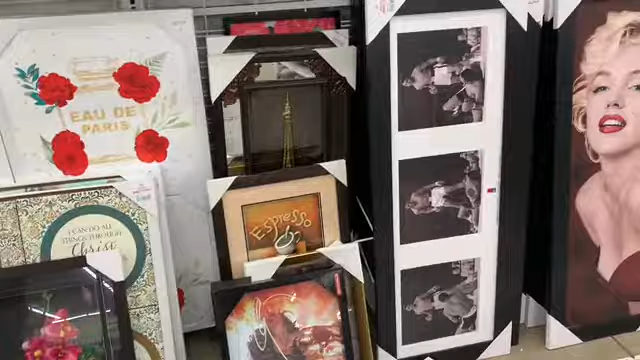 EAU DE
PARIS
Espresso
I CAN DO ALL
THINGS THROUGH
Christ